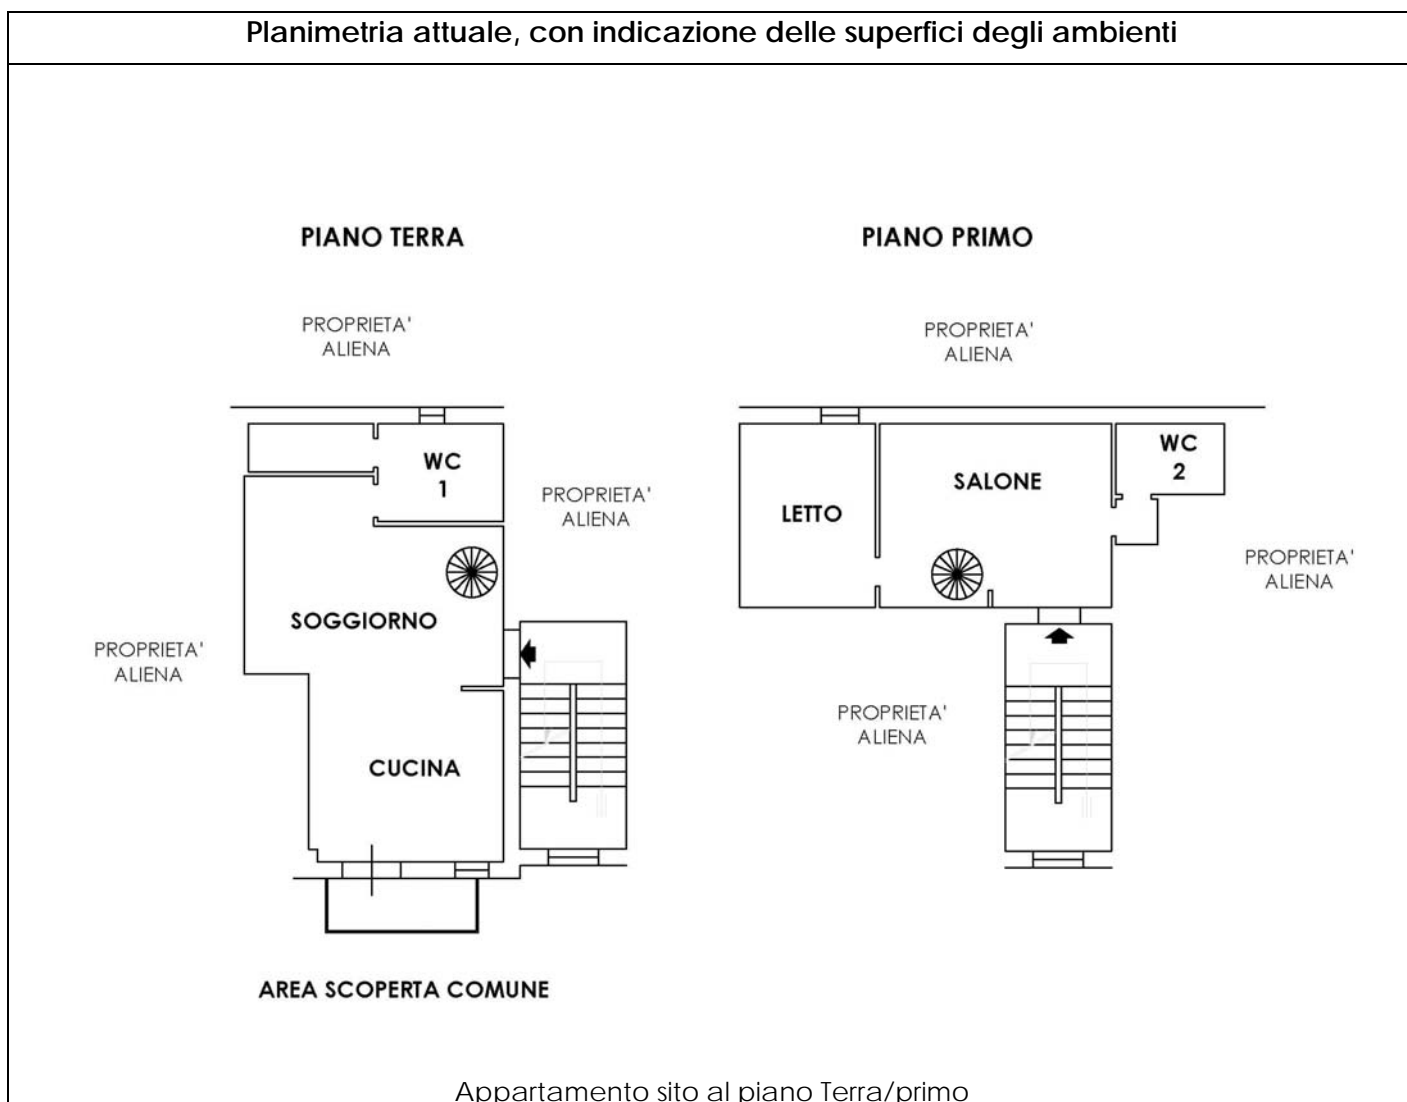 Planimetria attuale, con indicazione delle superfici degli ambienti
PIANO TERRA
PIANO PRIMO
PROPRIETA'
ALIENA
PROPRIETA'
ALIENA
WC
1
PROPRIETA'
ALIENA
SOGGIORNO
PROPRIETA'
ALIENA
CUCINA
AREA SCOPERTA COMUNE
LETTO
SALONE
WC
2
PROPRIETA'
ALIENA
PROPRIETA'
ALIENA
Appartamento sito al piano Terra/primo